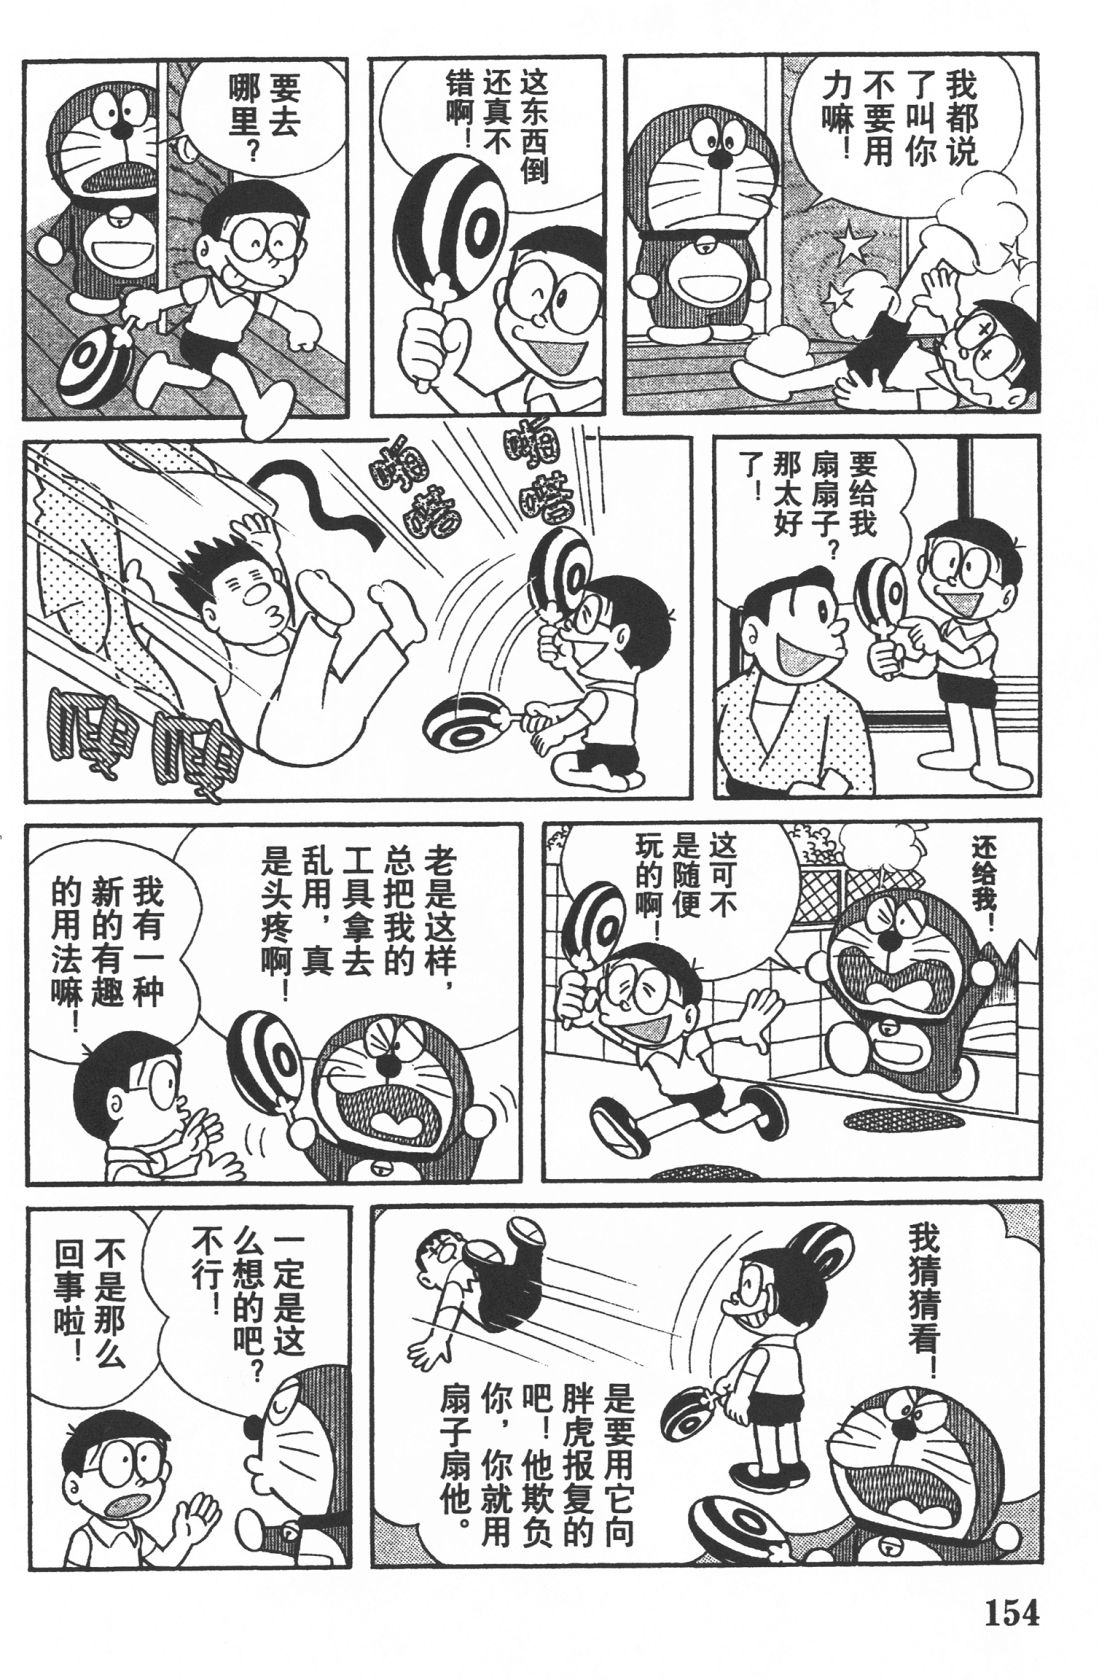 我都说
了叫你
不要用
力嘛！
这东西倒
还真不
错啊！
要去
哪里？
要给我
扇扇子？
那太好
了！
啪
嗒
啪
嗒
还给我！
这可不
是随便
玩的啊！
老是这样，
总把我的
工具拿去
乱用，真
是头疼啊！
我有一种
新的有趣
的用法嘛！
我猜猜看！
是要用它向
胖虎报复的
吧！他欺负
你，你就用
扇子扇他。
一定是这
么想的吧？
不行！
不是那么
回事啦！
154